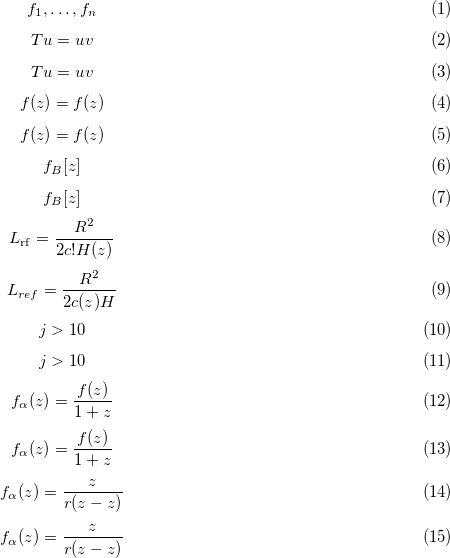 $f_1, \ldots, f_n$ (1)
$Tu = uv$ (2)
$Tu = uv$ (3)
$f(z) = f(z)$ (4)
$f(z) = f(z)$ (5)
$f_B[z]$ (6)
$f_B[z]$ (7)
$L_{\mathrm{rf}} = \frac{R^2}{2c!H(z)}$ (8)
$L_{ref} = \frac{R^2}{2c(z)H}$ (9)
$j > 10$ (10)
$j > 10$ (11)
$f_\alpha(z) = \frac{f(z)}{1+z}$ (12)
$f_\alpha(z) = \frac{f(z)}{1+z}$ (13)
$f_\alpha(z) = \frac{z}{r(z-z)}$ (14)
$f_\alpha(z) = \frac{z}{r(z-z)}$ (15)